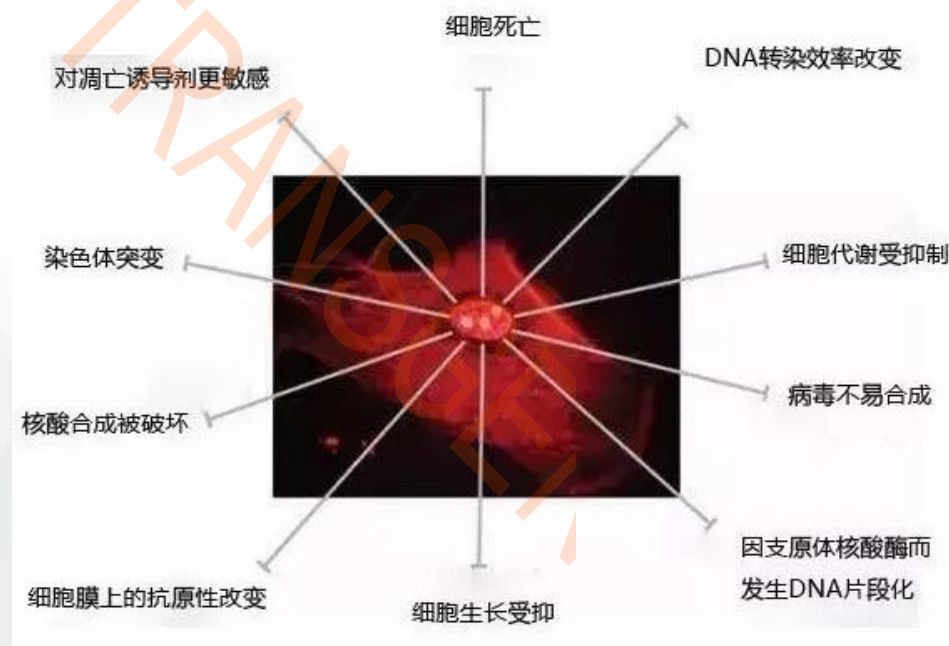 细胞死亡
DNA转染效率改变
对凋亡诱导剂更敏感
染色体突变
细胞代谢受抑制
病毒不易合成
核酸合成被破坏
因支原体核酸酶而
发生DNA片段化
细胞膜上的抗原性改变
细胞生长受抑
TRANSGEN